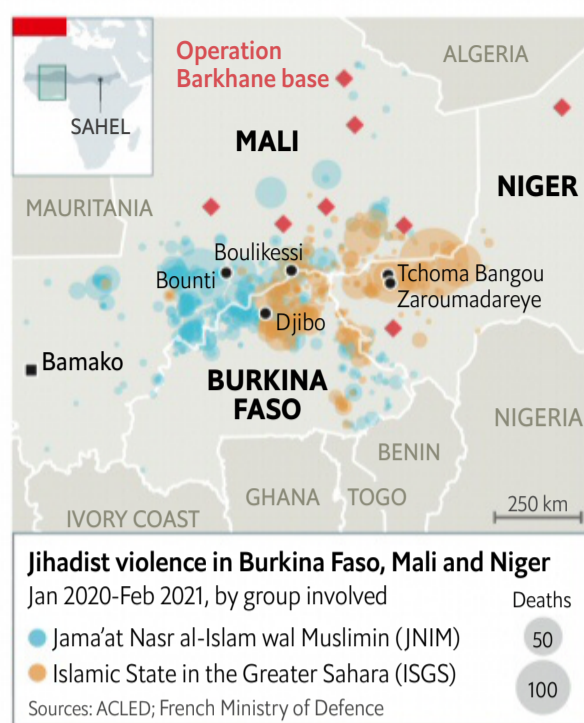 Operation
Barkhane base
ALGERIA
SAHEL
MALI
NIGER
MAURITANIA
Boulikessi
Bounti
Tchoma Bangou
Zaroumadareye
Djibo
Bamako
BURKINA
FASO
NIGERIA
BENIN
GHANA
TOGO
IVORY COAST
250 km
Jihadist violence in Burkina Faso, Mali and Niger
Jan 2020-Feb 2021, by group involved
Deaths
Jama’at Nasr al-Islam wal Muslimin (JNIM)
50
Islamic State in the Greater Sahara (ISGS)
100
Sources: ACLED; French Ministry of Defence